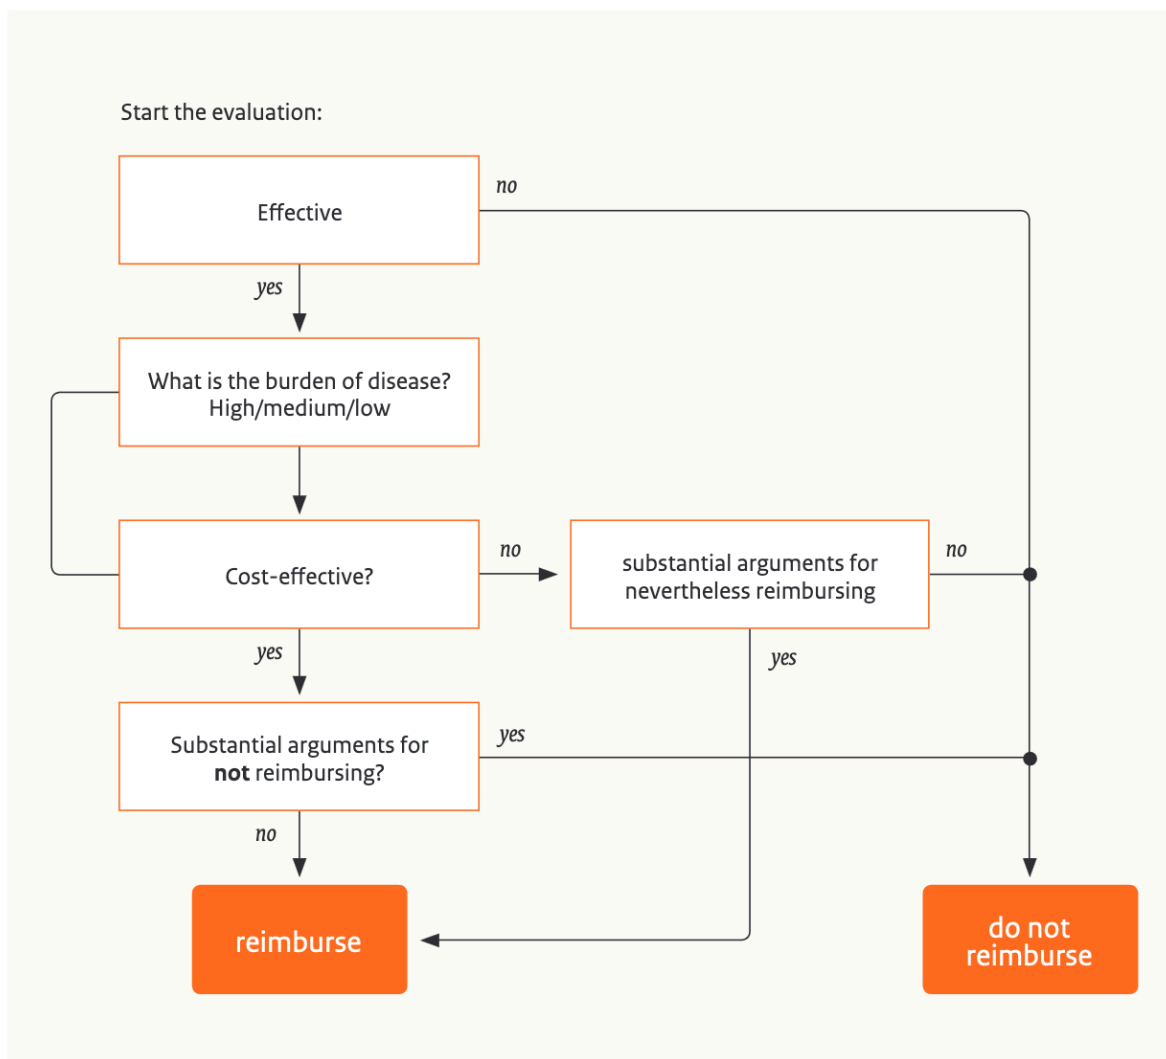 Start the evaluation:
Effective
no
yes
What is the burden of disease?
High/medium/low
Cost-effective?
no
substantial arguments for
nevertheless reimbursing
no
yes
yes
Substantial arguments for
not reimbursing?
yes
no
reimburse
do not
reimburse